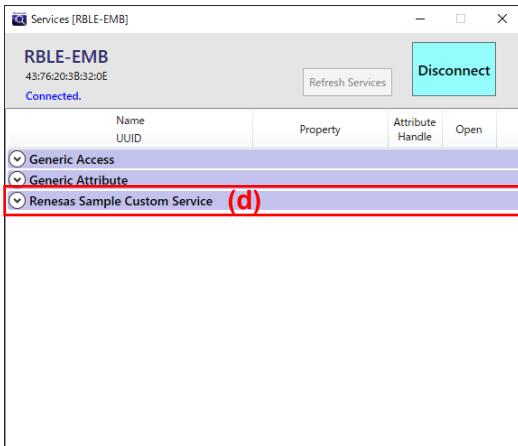 Services [RBLE-EMB]
RBLE-EMB
43:76:20:3B:32:0E
Connected.
Refresh Services
Disconnect
Name
UUID
Property
Attribute
Handle
Open
Generic Access
Generic Attribute
Renesas Sample Custom Service
(d)